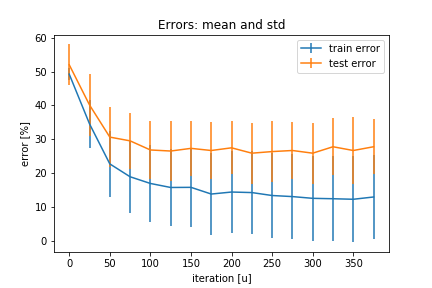 Errors: mean and std
train error
test error
error [%]
60
50
40
30
20
10
0
0 50 100 150 200 250 300 350
iteration [u]